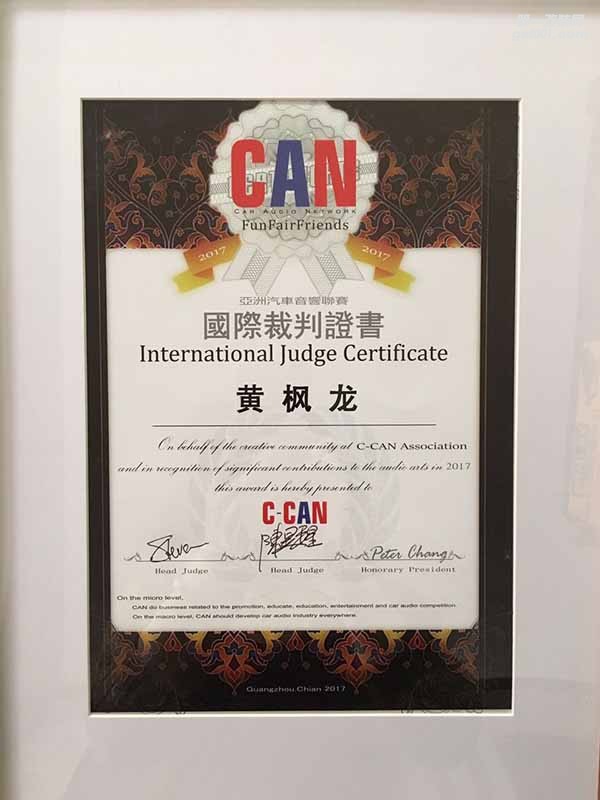 CAN
CAR AUDIO NETWORK
FunFairFriends
2017 2017
亞洲汽車音響聯賽
國際裁判證書
International Judge Certificate
黄枫龙
On behalf of the creative community at C-CAN Association
and in recognition of significant contributions to the audio arts in 2017
this award is hereby presented to
C-CAN
Steven Peter Chang
Head Judge Head Judge Honorary President
On the micro level,
CAN do business related to the promotion, educate, education, entertainment and car audio competition.
On the macro level, CAN should develop car audio industry everywhere.
Guangzhou,Chian 2017